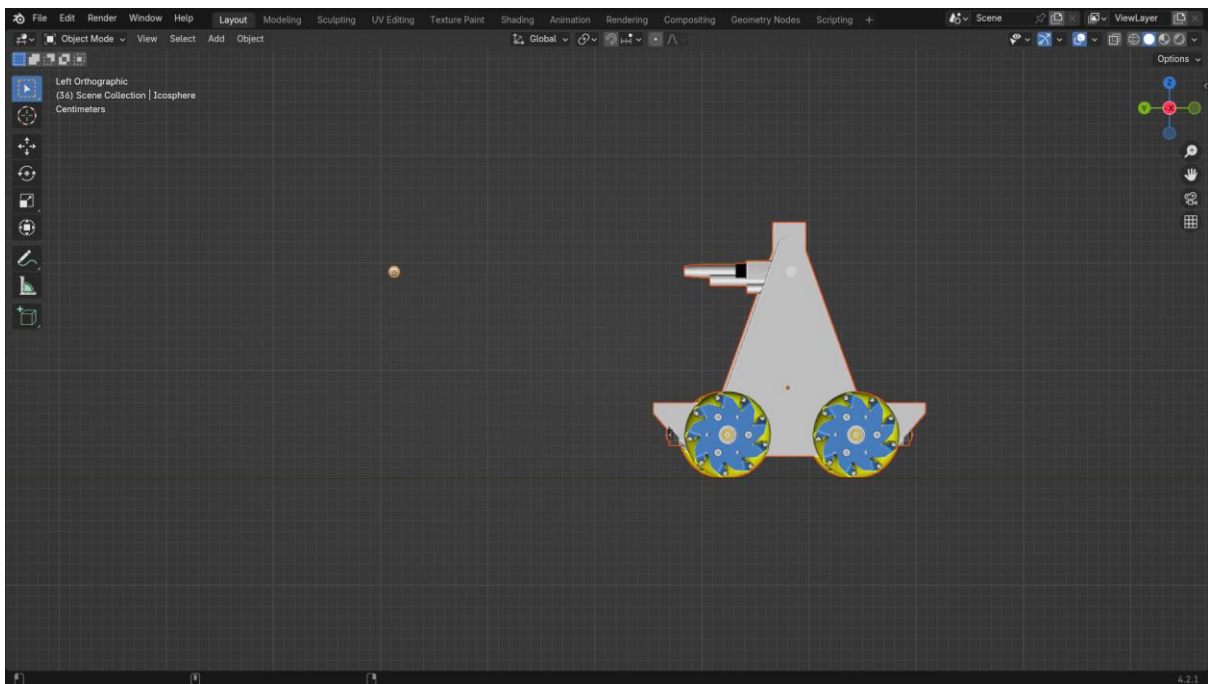 File Edit Render Window Help Layout Modeling Sculpting UV Editing Texture Paint Shading Animation Rendering Compositing Geometry Nodes Scripting + Scene ViewLayer
Object Mode View Select Add Object Global
Options
Left Orthographic
(36) Scene Collection | Icosphere
Centimeters
Z
Y
-X
4.2.1